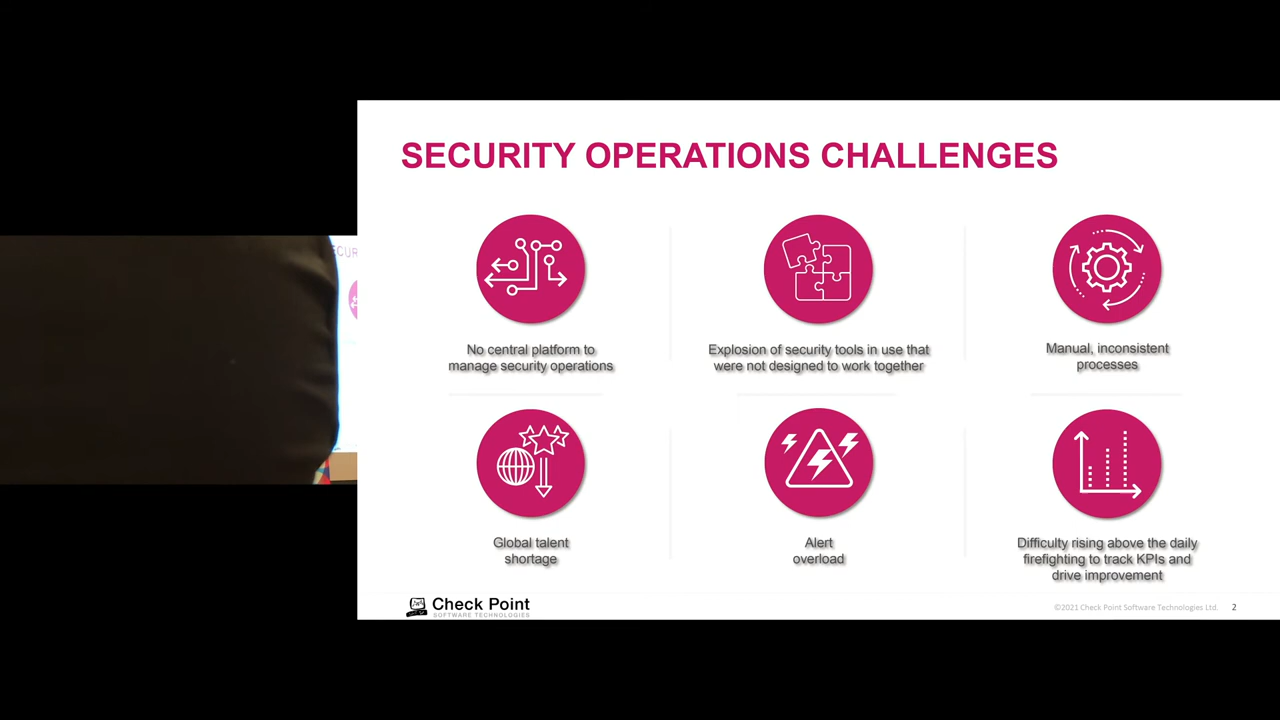 SECURITY OPERATIONS CHALLENGES
No central platform to
manage security operations
Explosion of security tools in use that
were not designed to work together
Manual, inconsistent
processes
Global talent
shortage
Alert
overload
Difficulty rising above the daily
firefighting to track KPIs and
drive improvement
Check Point
SOFTWARE TECHNOLOGIES
©2021 Check Point Software Technologies Ltd.
2